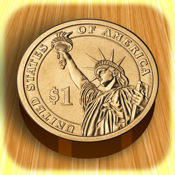 UNITED STATES OF AMERICA
$1